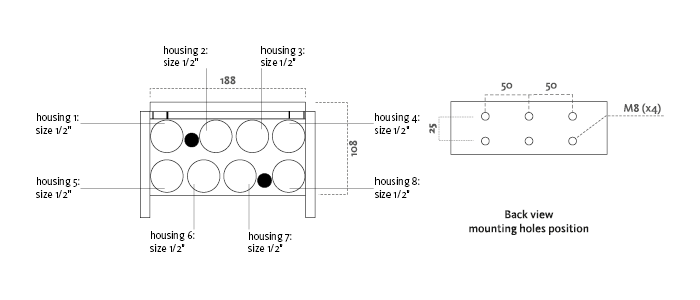 housing 2:
size 1/2"
housing 3:
size 1/2"
188
housing 1:
size 1/2"
housing 4:
size 1/2"
108
housing 5:
size 1/2"
housing 8:
size 1/2"
housing 6:
size 1/2"
housing 7:
size 1/2"
50
50
M8 (x4)
25
Back view
mounting holes position